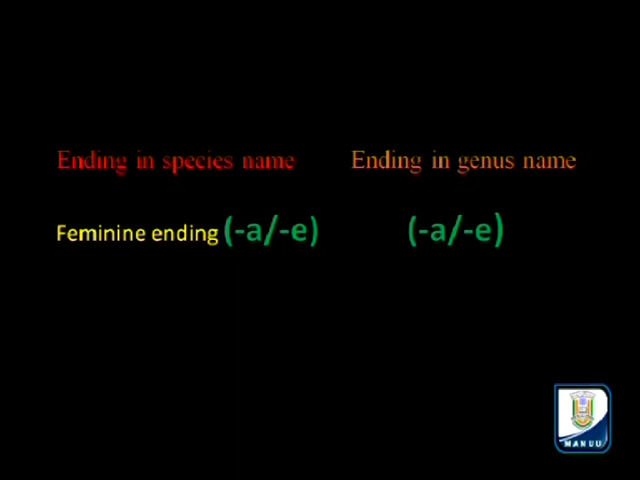 Ending in species name Ending in genus name
Feminine ending (-a/-e) (-a/-e)
MANUU